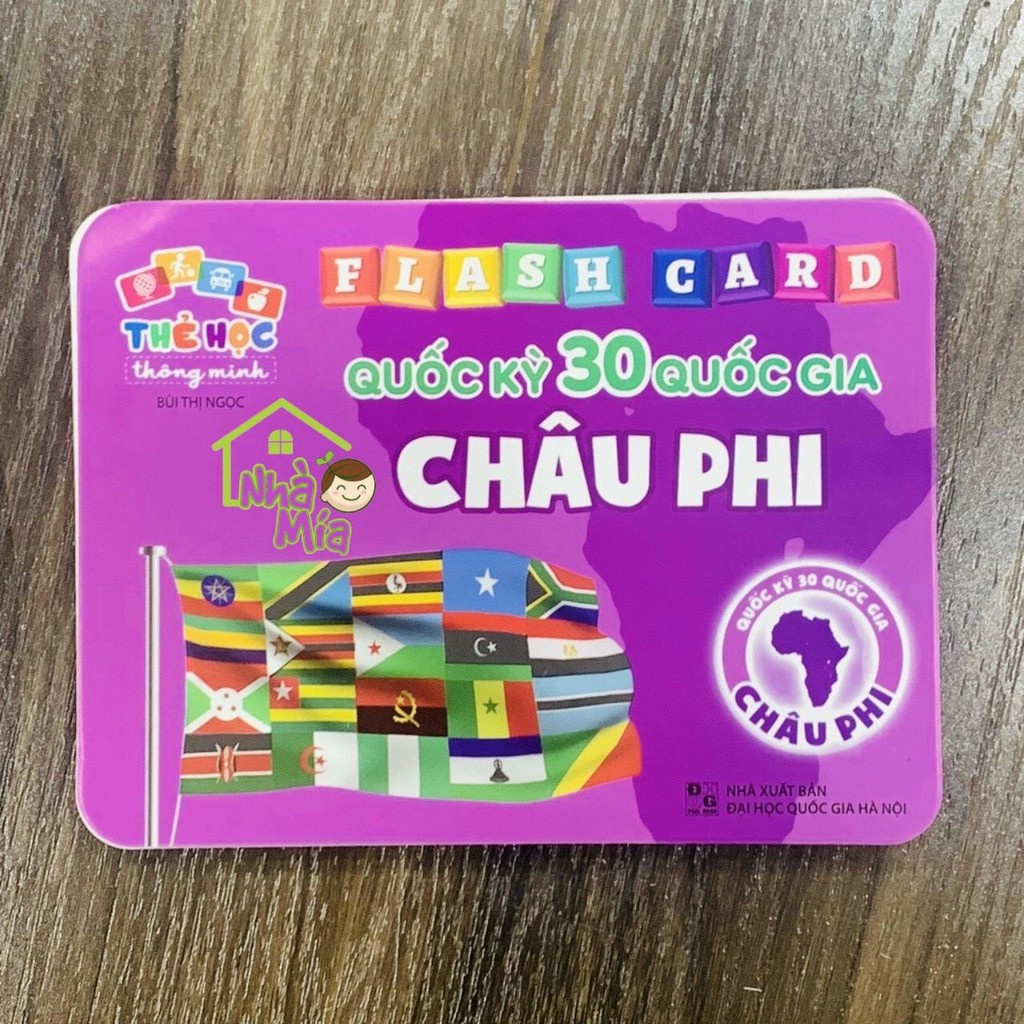 FLASH CARD
THẺ HỌC
thông minh
BÙI THỊ NGỌC
QUỐC KỲ 30 QUỐC GIA
CHÂU PHI
Nhà
Mía
QUỐC KỲ 30 QUỐC GIA
CHÂU PHI
NHÀ XUẤT BẢN
ĐẠI HỌC QUỐC GIA HÀ NỘI